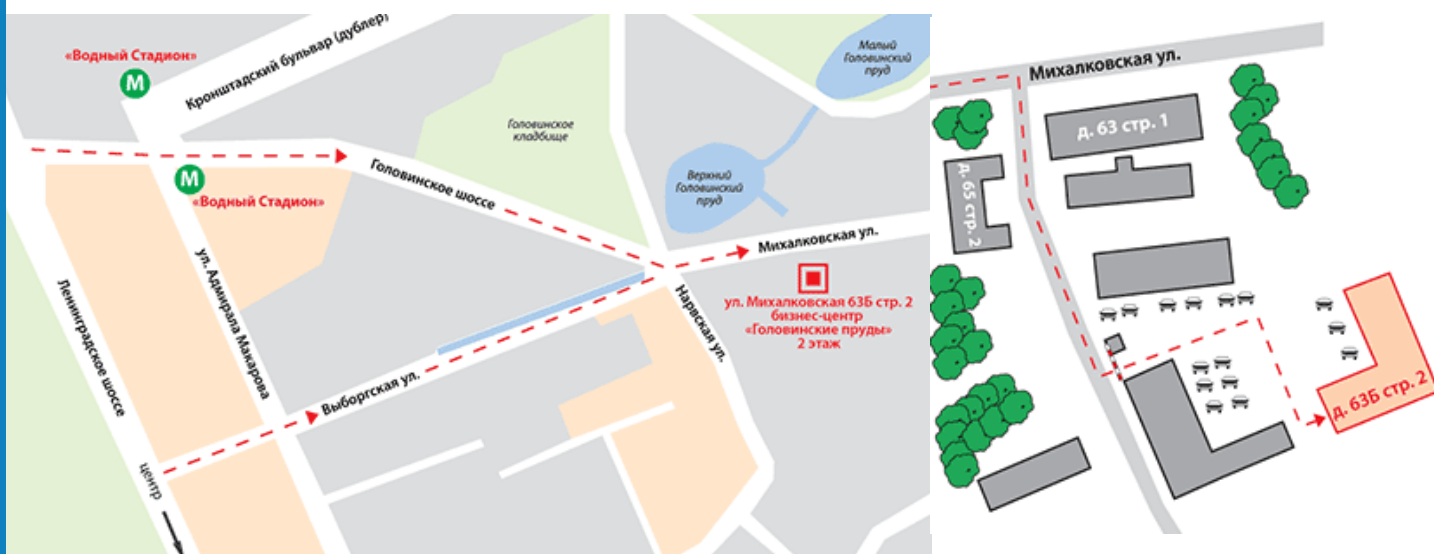 «Водный Стадион»
М
Кронштадский бульвар (дублер)
Малый
Головинский
пруд
Головинское
кладбище
М
«Водный Стадион»
Головинское шоссе
Верхний
Головинский
пруд
Михалковская ул.
ул. Адмирала Макарова
Ленинградское шоссе
ул. Михалковская 63Б стр. 2
бизнес-центр
«Головинские пруды»
2 этаж
Нарвская ул.
Выборгская ул.
центр
Михалковская ул.
д. 63 стр. 1
д. 65 стр. 2
д. 63Б стр. 2